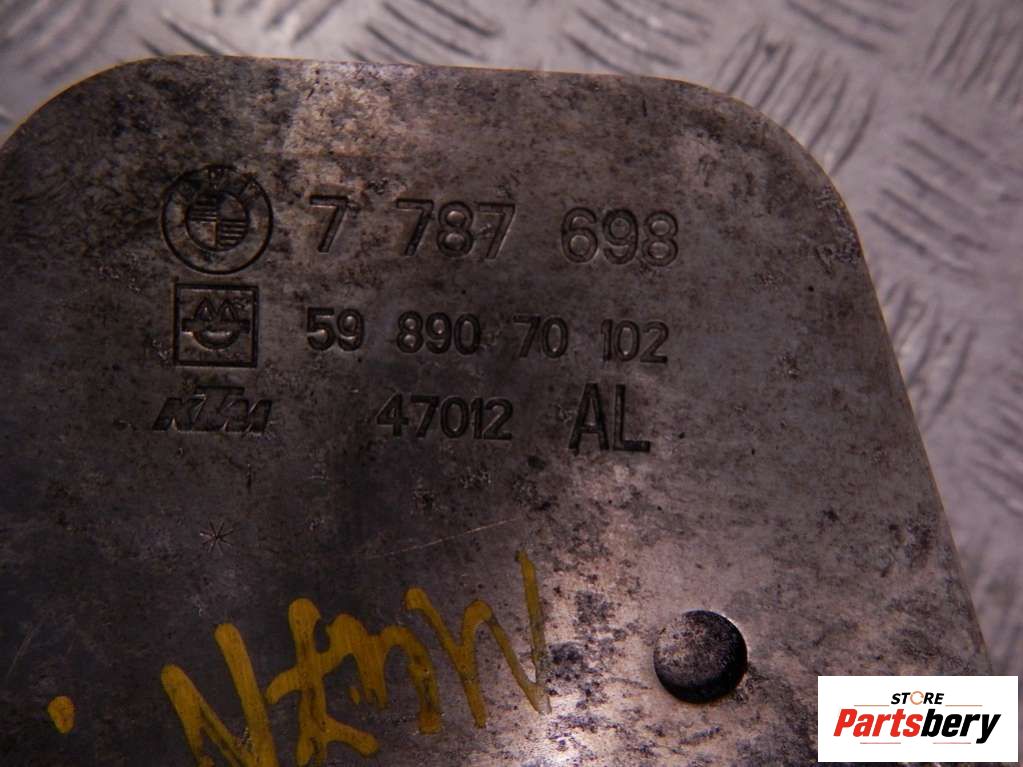 7 787 698
59 890 70 102
KTM 47012 AL
STORE
Partsbery